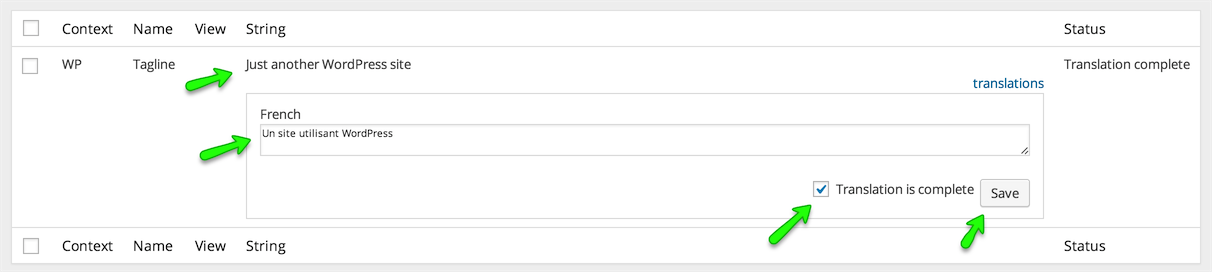 Context Name View String Status
WP Tagline Just another WordPress site Translation complete
translations
French
Un site utilisant WordPress
Translation is complete Save
Context Name View String Status